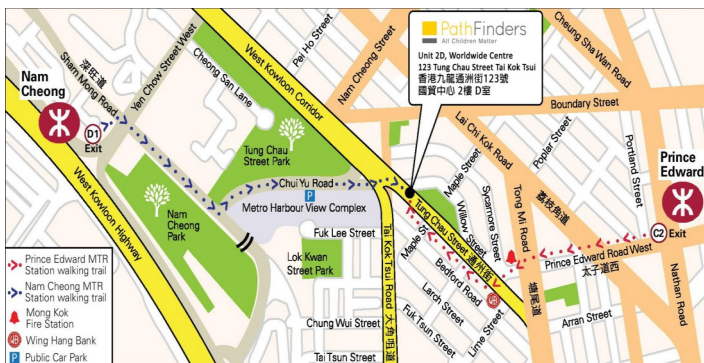 PathFinders
All Children Matter
Unit 2D, Worldwide Centre
123 Tung Chau Street Tai Kok Tsui
香港九龍通洲街123號
國貿中心 2樓 D室
Nam
Cheong
D1
Exit
深旺道
Sham Mong Road
Yen Chow Street West
Cheong San Lane
West Kowloon Corridor
Pei Ho Street
Nam Cheong Street
Cheung Sha Wan Road
Boundary Street
Lai Chi Kok Road
荔枝角道
Poplar Street
Portland Street
Prince
Edward
C2
Exit
Tung Chau
Street Park
Chui Yu Road
P
Metro Harbour View Complex
Nam
Cheong
Park
West Kowloon Highway
Fuk Lee Street
Lok Kwan
Street Park
Tai Kok Tsui Road 大角咀道
Tung Chau Street 通州街
Maple Street
Willow Street
Sycamore Street
Tong Mi Road
塘尾道
Prince Edward Road West
太子道西
Nathan Road
Arran Street
Maple St
Bedford Road
Larch Street
Fuk Tsun Street
Lime Street
Chung Wui Street
Tai Tsun Street
Prince Edward MTR
Station walking trail
Nam Cheong MTR
Station walking trail
Mong Kok
Fire Station
Wing Hang Bank
P Public Car Park